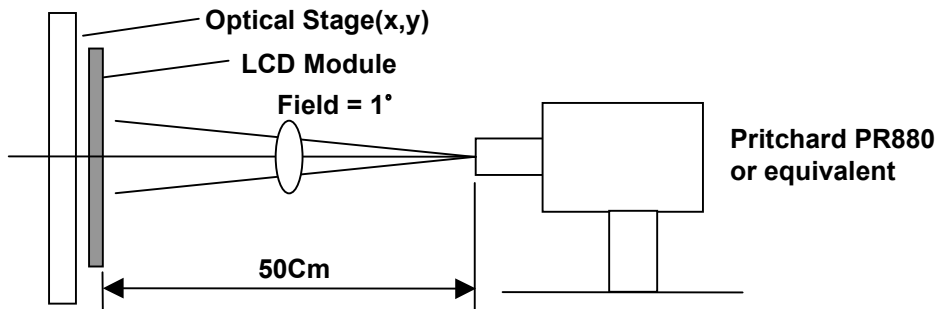 Optical Stage(x,y)
LCD Module
Field = 1˚
Pritchard PR880
or equivalent
50Cm